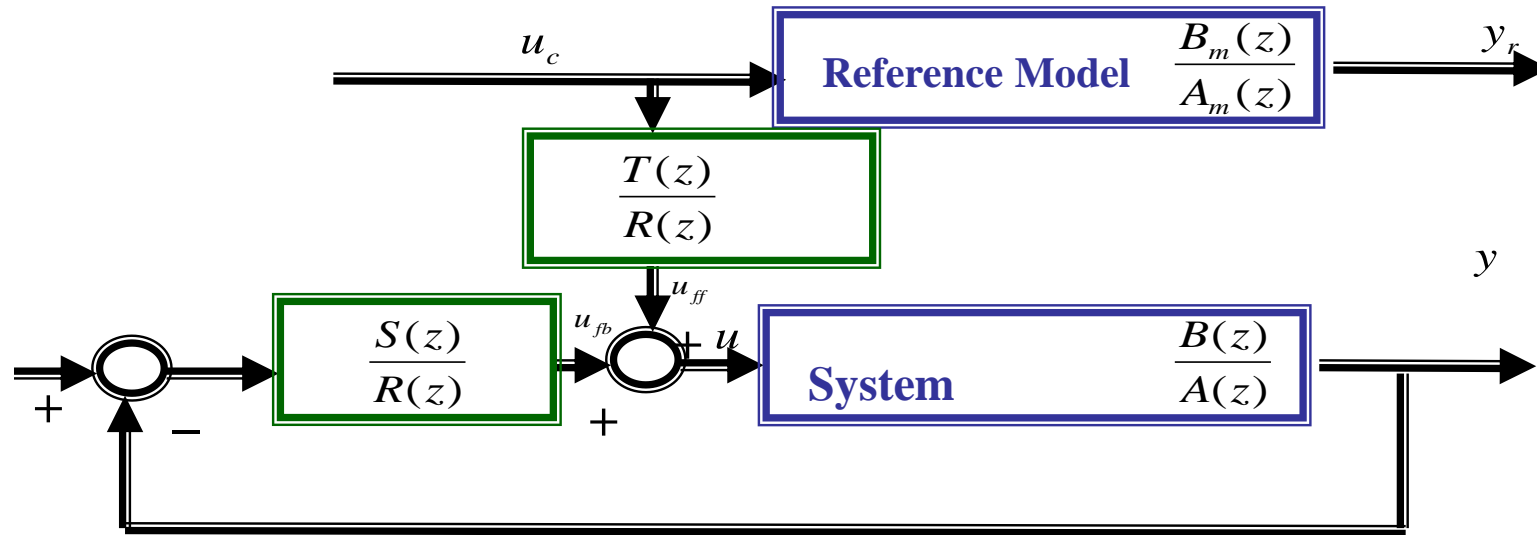 u_c
Reference Model
B_m(z)
A_m(z)
y_r
T(z)
R(z)
u_ff
y
S(z)
R(z)
u_fb
+
u
System
B(z)
A(z)
+
−
+